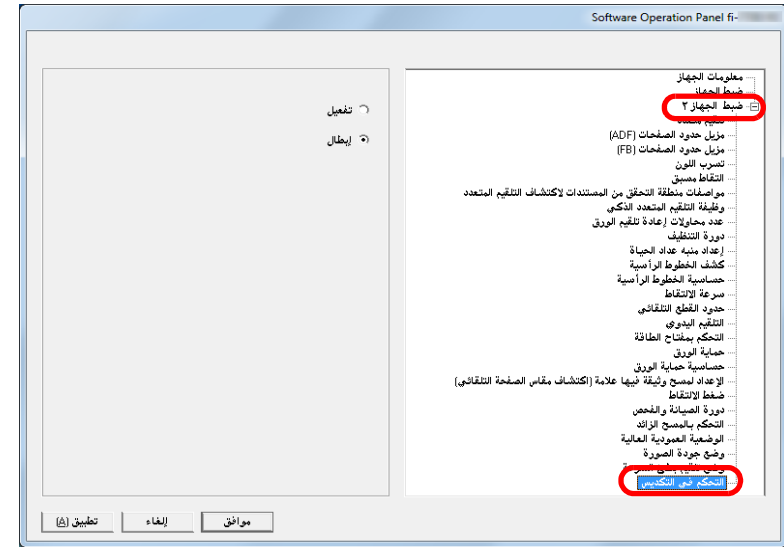 Software Operation Panel fi-
معلومات الجهاز
ضبط الجهاز
ضبط الجهاز ٢
مزيل حدود الصفحات (ADF)
مزيل حدود الصفحات (FB)
تسرب اللون
التقاط مسبق
مواصفات منطقة التحقق من المستندات لاكتشاف التلقيم المتعدد
وظيفة التلقيم المتعدد الذكي
عدد محاولات إعادة تلقيم الورق
دورة التنظيف
إعداد منبه عداد الحياة
كشف الخطوط الرأسية
حساسية الخطوط الرأسية
سرعة الالتقاط
حدود القطع التلقائي
التلقيم اليدوي
التحكم بمفتاح الطاقة
حماية الورق
حساسية حماية الورق
الإعداد لمسح وثيقة فيها علامة (اكتشاف مقاس الصفحة التلقائي)
ضغط الالتقاط
دورة الصيانة والفحص
التحكم بالمسح الزائد
الوضعية العمودية العالية
وضع جودة الصورة
التحكم في التكديس
تفعيل
إبطال
موافق
إلغاء
تطبيق (A)